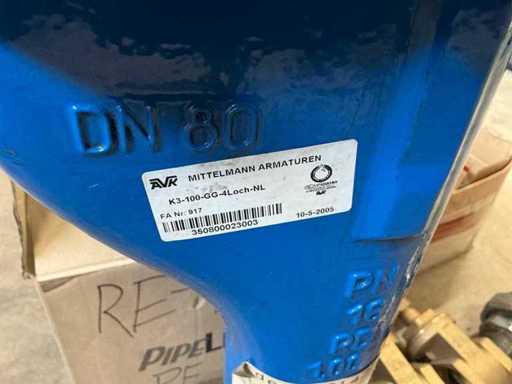 DN 80
AVK MITTELMANN ARMATUREN
K3-100-GG-4Loch-NL
FA Nr: 917
10-5-2005
350800023003
PN
16
RE-
PIPEL